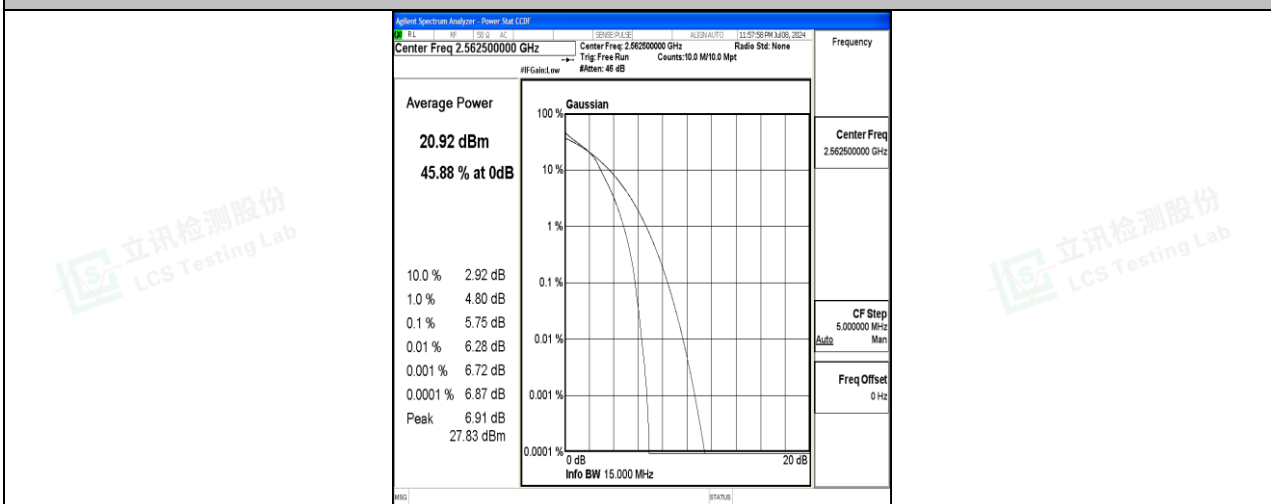 Agilent Spectrum Analyzer - Power Stat CCDF
RL RF 50 Ω AC SENSE:PULSE ALIGN AUTO 11:57:58 PM Jul 08, 2024
Center Freq 2.562500000 GHz
Center Freq: 2.562500000 GHz Radio Std: None
Trig: Free Run Counts:10.0 M/10.0 Mpt
#IFGain:Low #Atten: 46 dB
Frequency
Average Power
20.92 dBm
45.88 % at 0dB
10.0 % 2.92 dB
1.0 % 4.80 dB
0.1 % 5.75 dB
0.01 % 6.28 dB
0.001 % 6.72 dB
0.0001 % 6.87 dB
Peak 6.91 dB
27.83 dBm
Gaussian
100 %
10 %
1 %
0.1 %
0.01 %
0.001 %
0.0001 %
0 dB 20 dB
Info BW 15.000 MHz
Center Freq
2.562500000 GHz
CF Step
5.000000 MHz
Auto Man
Freq Offset
0 Hz
MSG STATUS
立讯检测股份
LCS Testing Lab
立讯检测股份
LCS Testing Lab